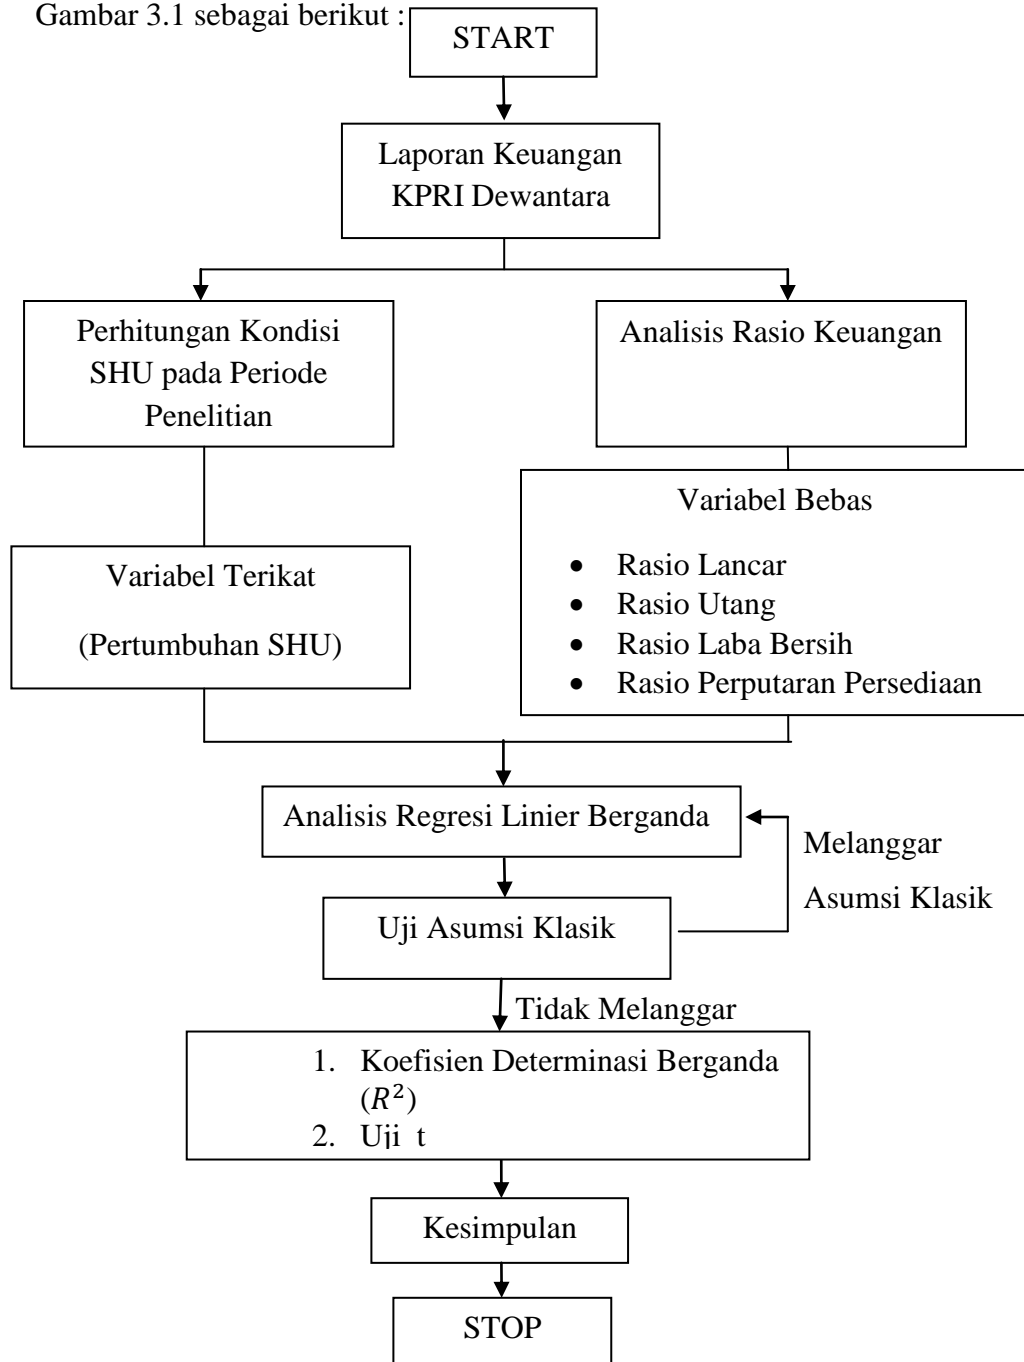 Gambar 3.1 sebagai berikut :
START
Laporan Keuangan
KPRI Dewantara
Perhitungan Kondisi
SHU pada Periode
Penelitian
Analisis Rasio Keuangan
Variabel Terikat
(Pertumbuhan SHU)
Variabel Bebas
• Rasio Lancar
• Rasio Utang
• Rasio Laba Bersih
• Rasio Perputaran Persediaan
Analisis Regresi Linier Berganda
Melanggar
Asumsi Klasik
Uji Asumsi Klasik
Tidak Melanggar
1. Koefisien Determinasi Berganda
(R²)
2. Uji t
Kesimpulan
STOP